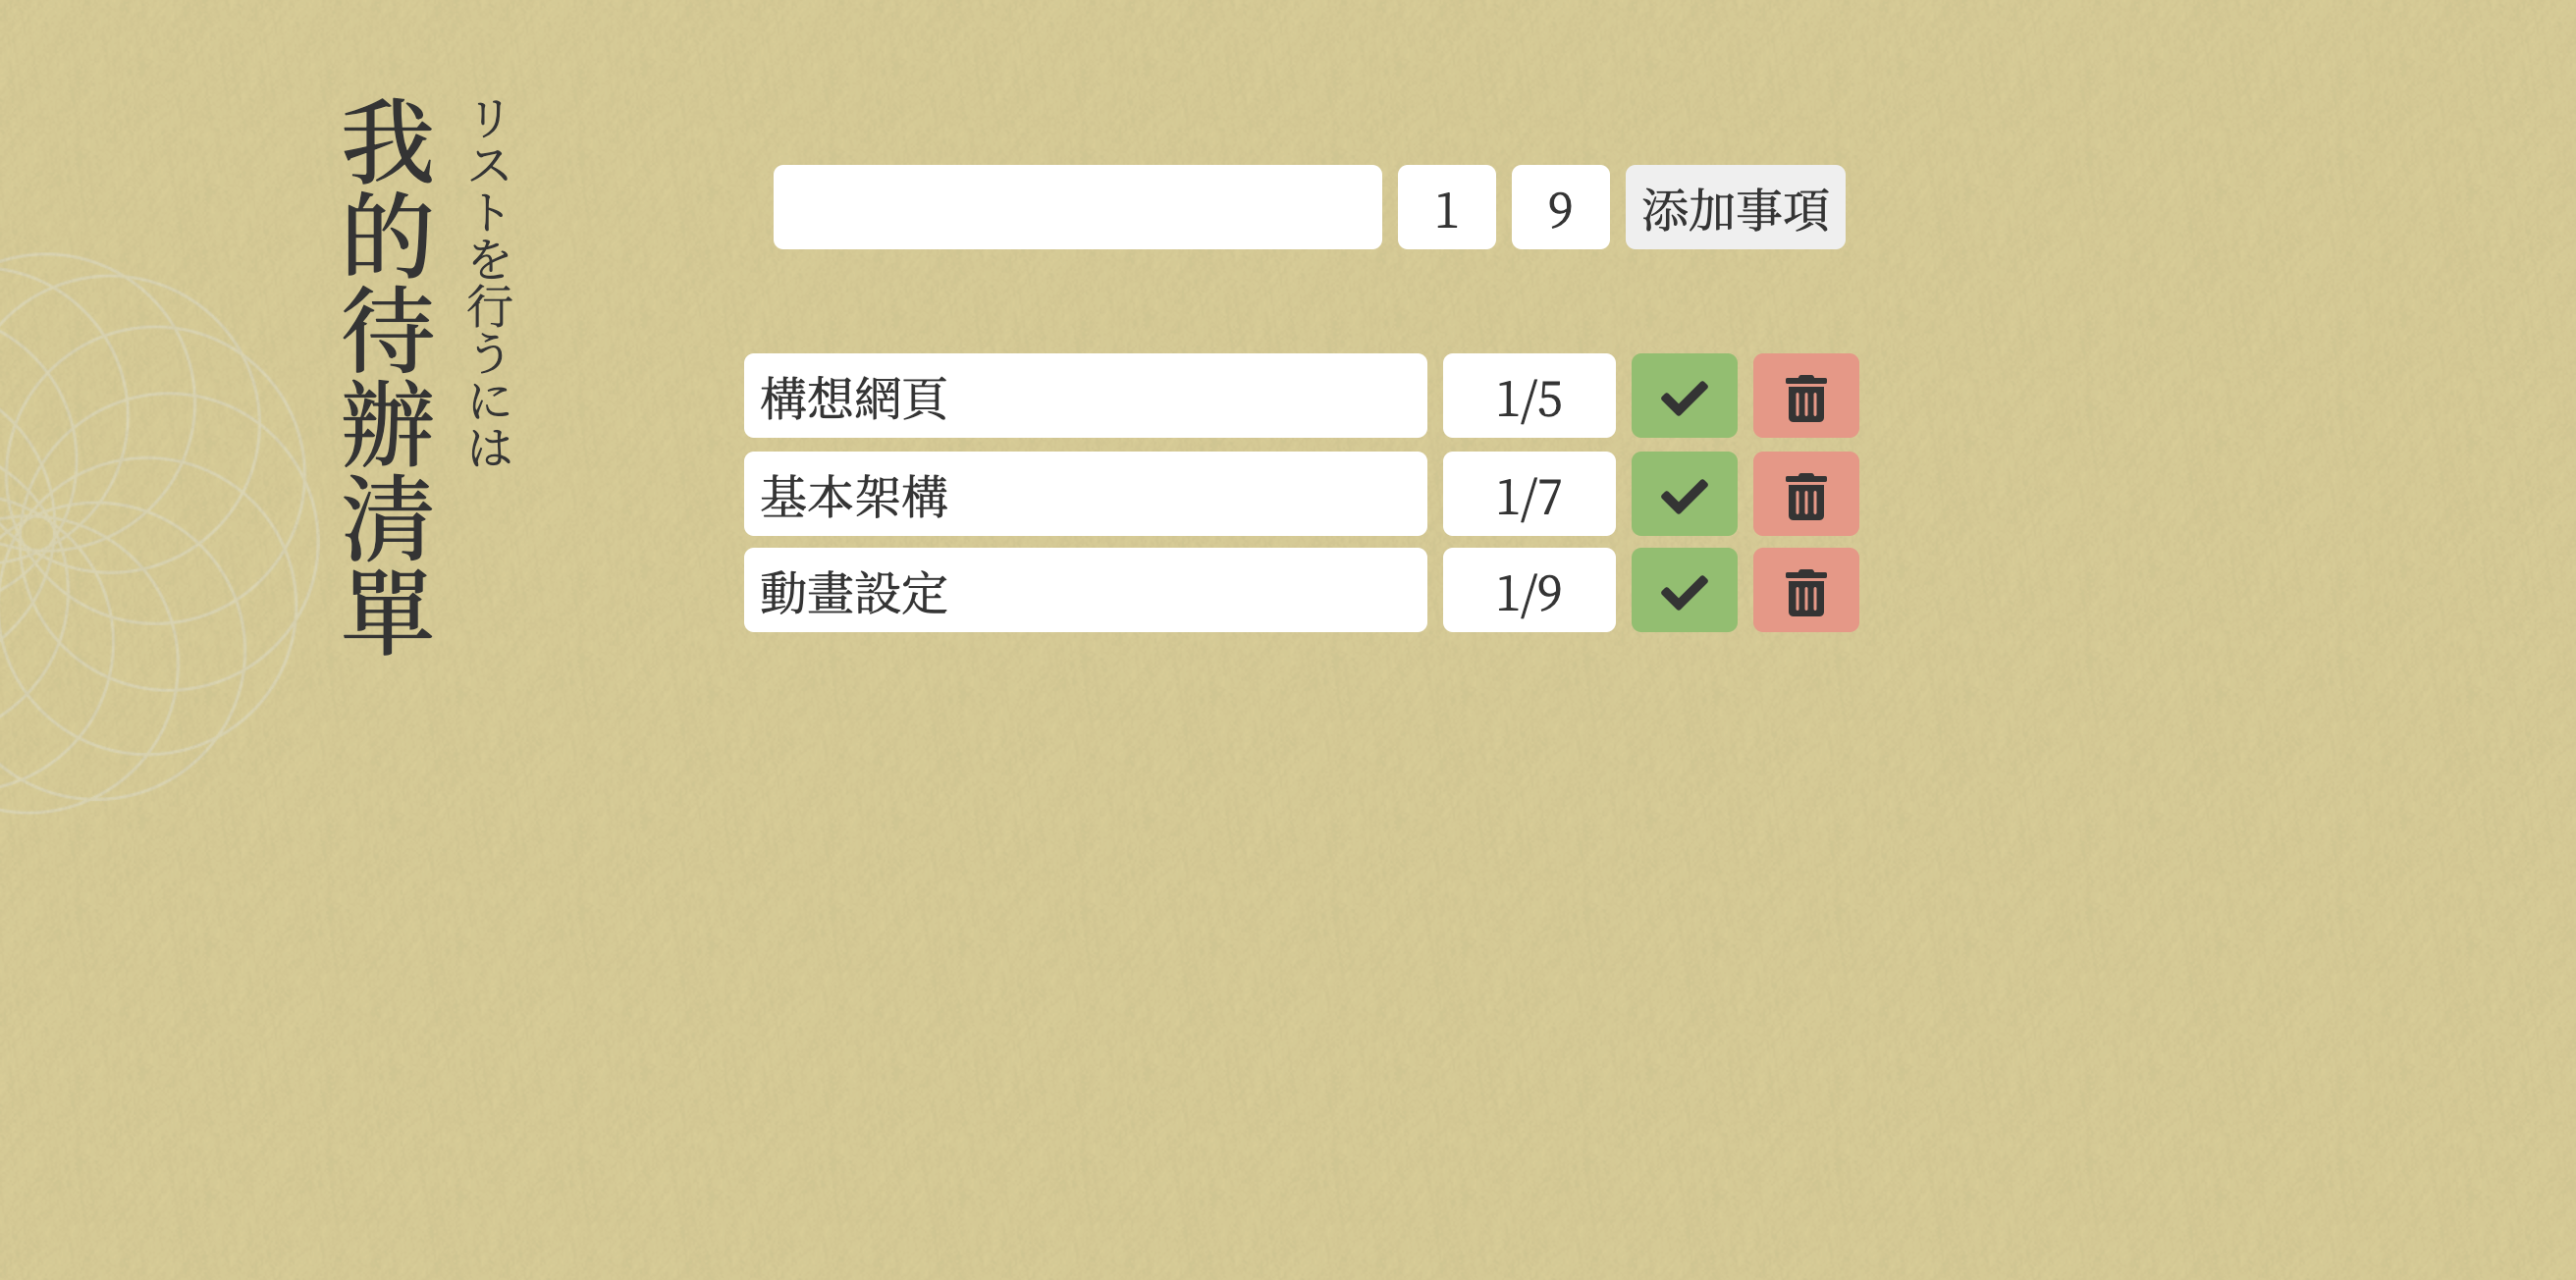 我的待辦清單
リストを行うには
1 9 添加事項
構想網頁 1/5
基本架構 1/7
動畫設定 1/9